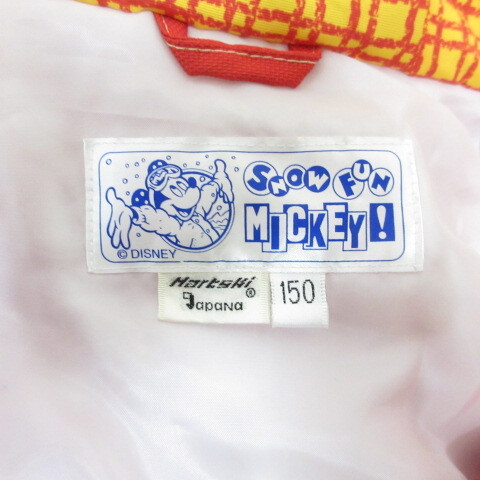 SNOW FUN
MICKEY!
© DISNEY
Hartski ®
Japana
150